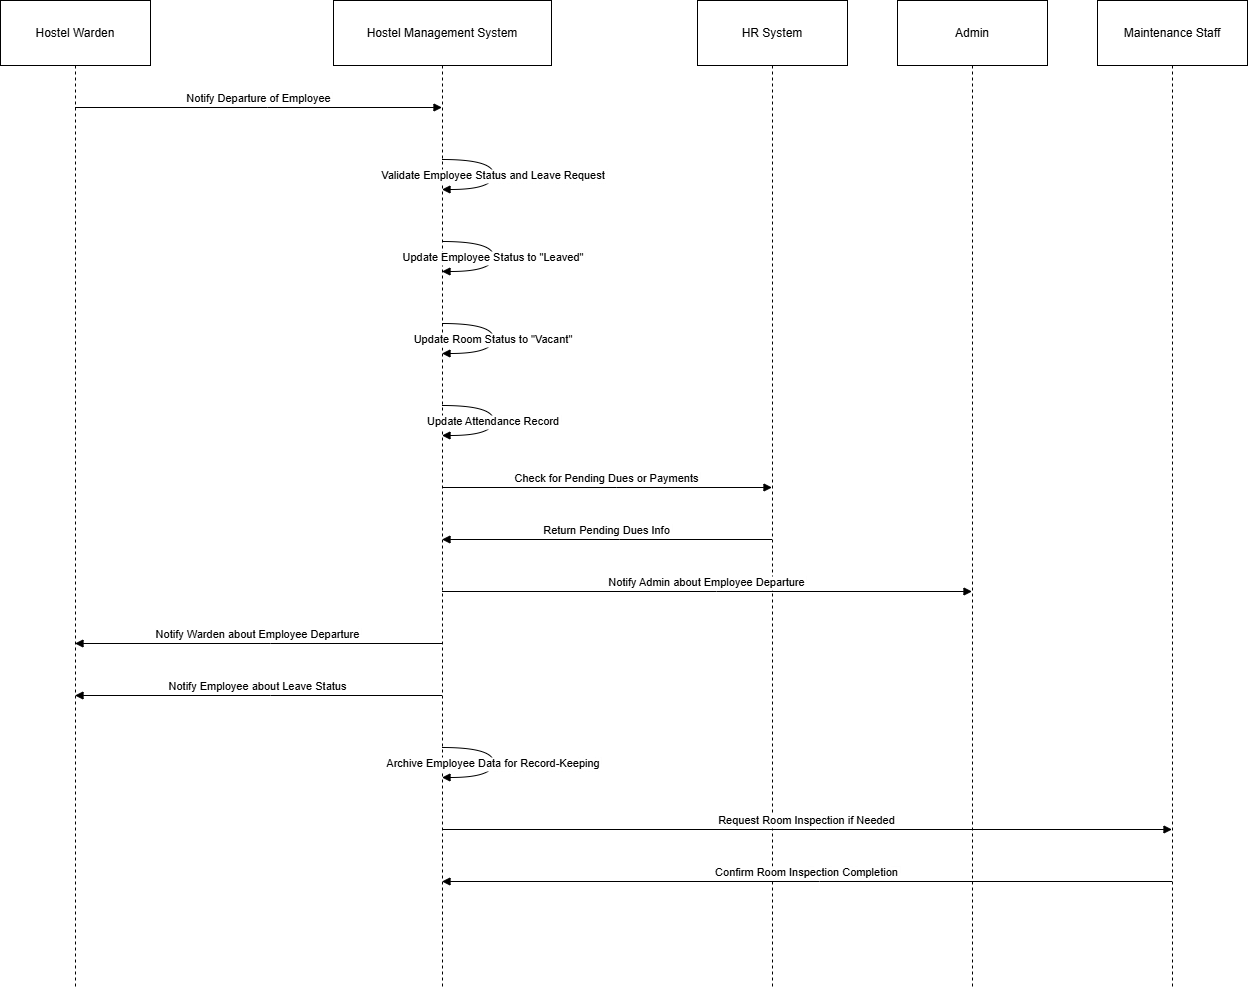 Hostel Warden
Hostel Management System
HR System
Admin
Maintenance Staff
Notify Departure of Employee
Validate Employee Status and Leave Request
Update Employee Status to "Leaved"
Update Room Status to "Vacant"
Update Attendance Record
Check for Pending Dues or Payments
Return Pending Dues Info
Notify Admin about Employee Departure
Notify Warden about Employee Departure
Notify Employee about Leave Status
Archive Employee Data for Record-Keeping
Request Room Inspection if Needed
Confirm Room Inspection Completion